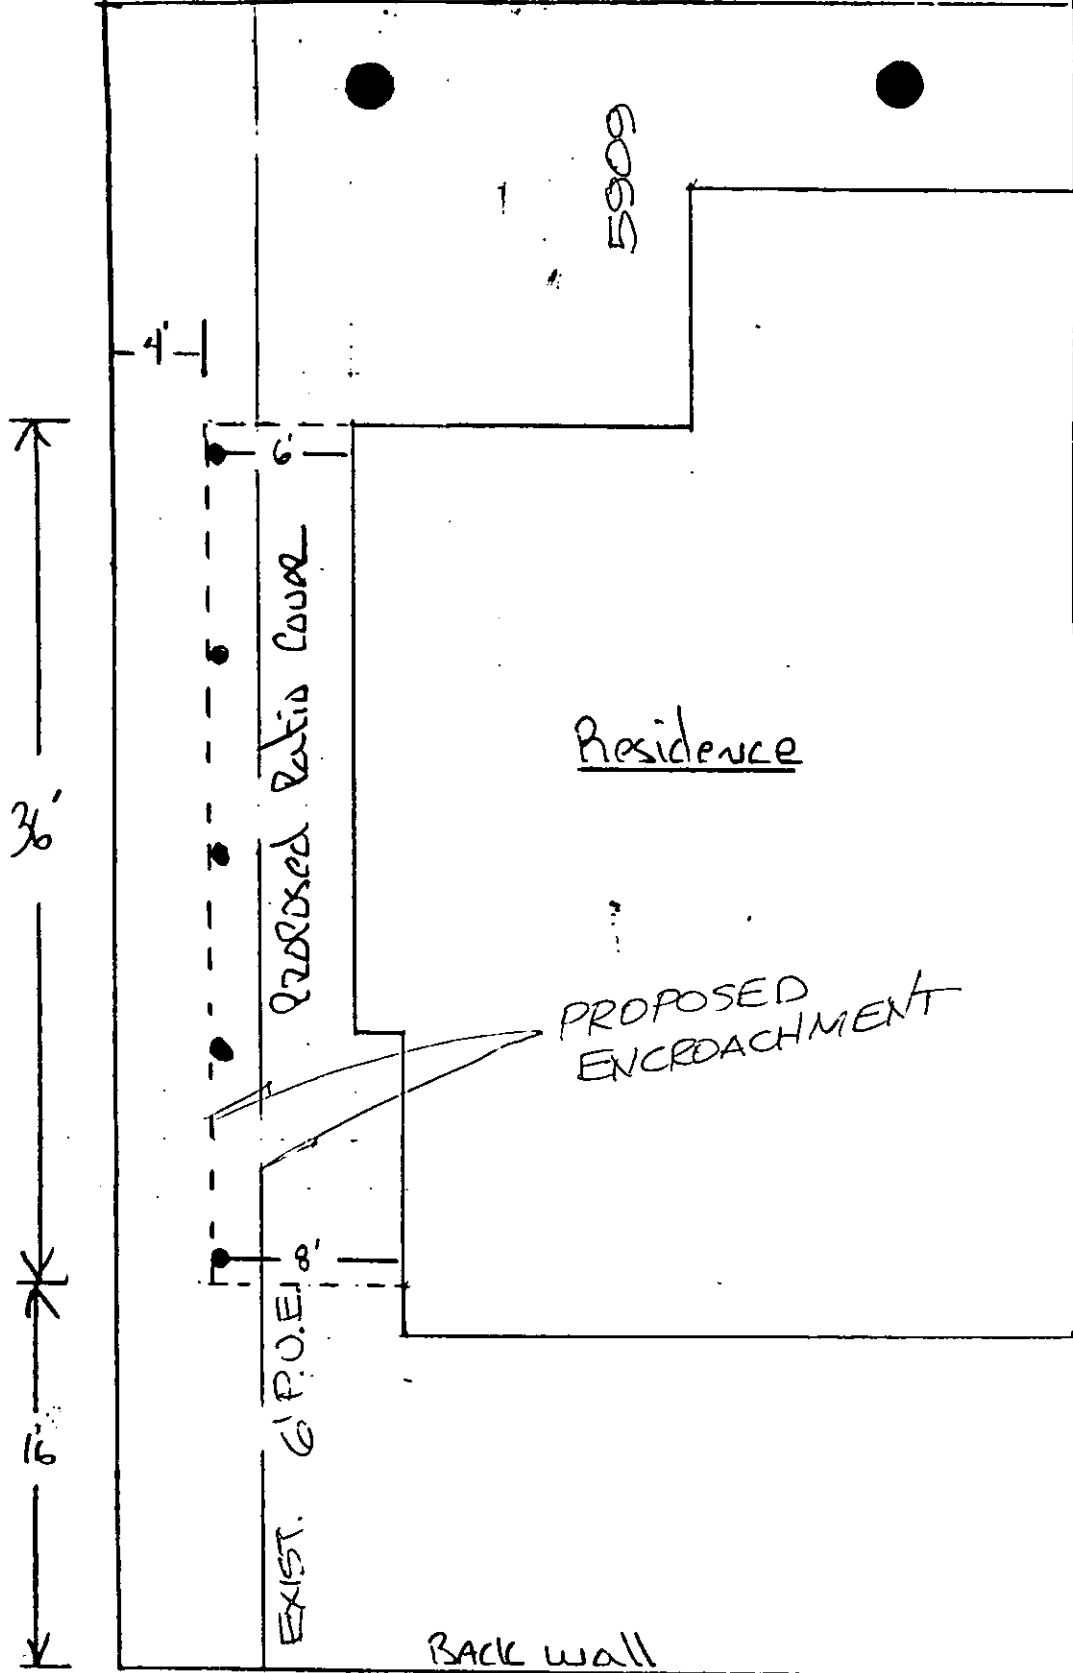 5909
4'
6'
36'
Proposed Patio Cover
Residence
PROPOSED
ENCROACHMENT
8'
EXIST. 6' P.U.E.
16'
BACK wall